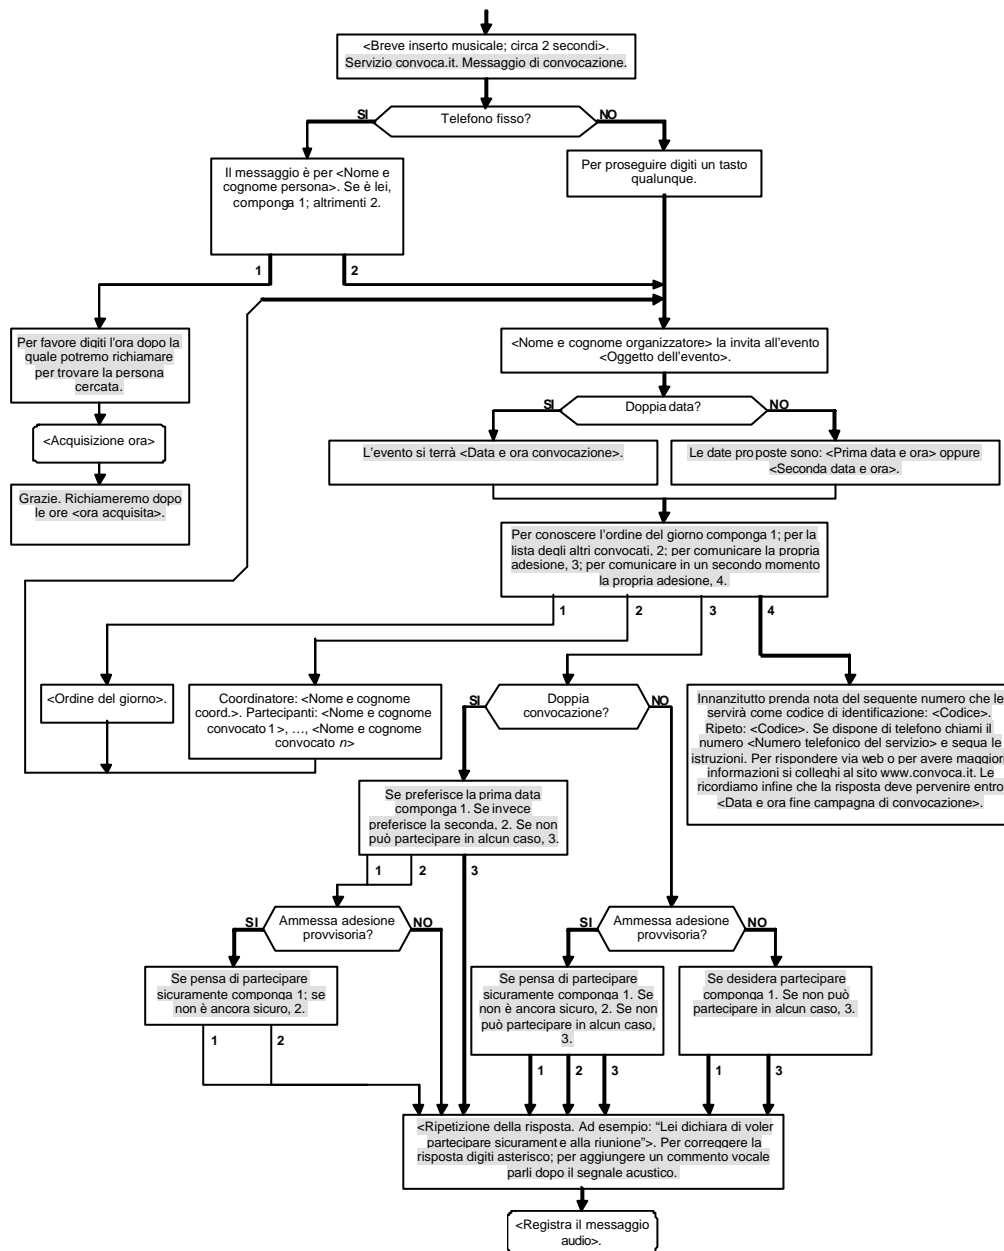 <Breve inserto musicale; circa 2 secondi>.
Servizio convoca.it. Messaggio di convocazione.
SI
Telefono fisso?
NO
Il messaggio è per <Nome e
cognome persona>. Se è lei,
componga 1; altrimenti 2.
Per proseguire digiti un tasto
qualunque.
1
2
Per favore digiti l'ora dopo la
quale potremo richiamare
per trovare la persona
cercata.
<Nome e cognome organizzatore> la invita all'evento
<Oggetto dell'evento>.
SI
Doppia data?
NO
<Acquisizione ora>
L'evento si terrà <Data e ora convocazione>.
Le date proposte sono: <Prima data e ora> oppure
<Seconda data e ora>.
Grazie. Richiameremo dopo
le ore <ora acquisita>.
Per conoscere l'ordine del giorno componga 1; per la
lista degli altri convocati, 2; per comunicare la propria
adesione, 3; per comunicare in un secondo momento
la propria adesione, 4.
1
2
3
4
<Ordine del giorno>.
Coordinatore: <Nome e cognome
coord.>. Partecipanti: <Nome e cognome
convocato 1 >, …, <Nome e cognome
convocato n>
SI
Doppia
convocazione?
NO
Innanzitutto prenda nota del seguente numero che le
servirà come codice di identificazione: <Codice>.
Ripeto: <Codice>. Se dispone di telefono chiami il
numero <Numero telefonico del servizio> e segua le
istruzioni. Per rispondere via web o per avere maggiori
informazioni si colleghi al sito www.convoca.it. Le
ricordiamo infine che la risposta deve pervenire entro
<Data e ora fine campagna di convocazione>.
Se preferisce la prima data
componga 1. Se invece
preferisce la seconda, 2. Se non
può partecipare in alcun caso, 3.
1
2
3
SI
Ammessa adesione
provvisoria?
NO
SI
Ammessa adesione
provvisoria?
NO
Se pensa di partecipare
sicuramente componga 1; se
non è ancora sicuro, 2.
Se pensa di partecipare
sicuramente componga 1. Se
non è ancora sicuro, 2. Se non
può partecipare in alcun caso,
3.
Se desidera partecipare
componga 1. Se non può
partecipare in alcun caso, 3.
1
2
1
2
3
1
3
<Ripetizione della risposta. Ad esempio: “Lei dichiara di voler
partecipare sicuramente alla riunione”>. Per correggere la
risposta digiti asterisco; per aggiungere un commento vocale
parli dopo il segnale acustico.
<Registra il messaggio
audio>.